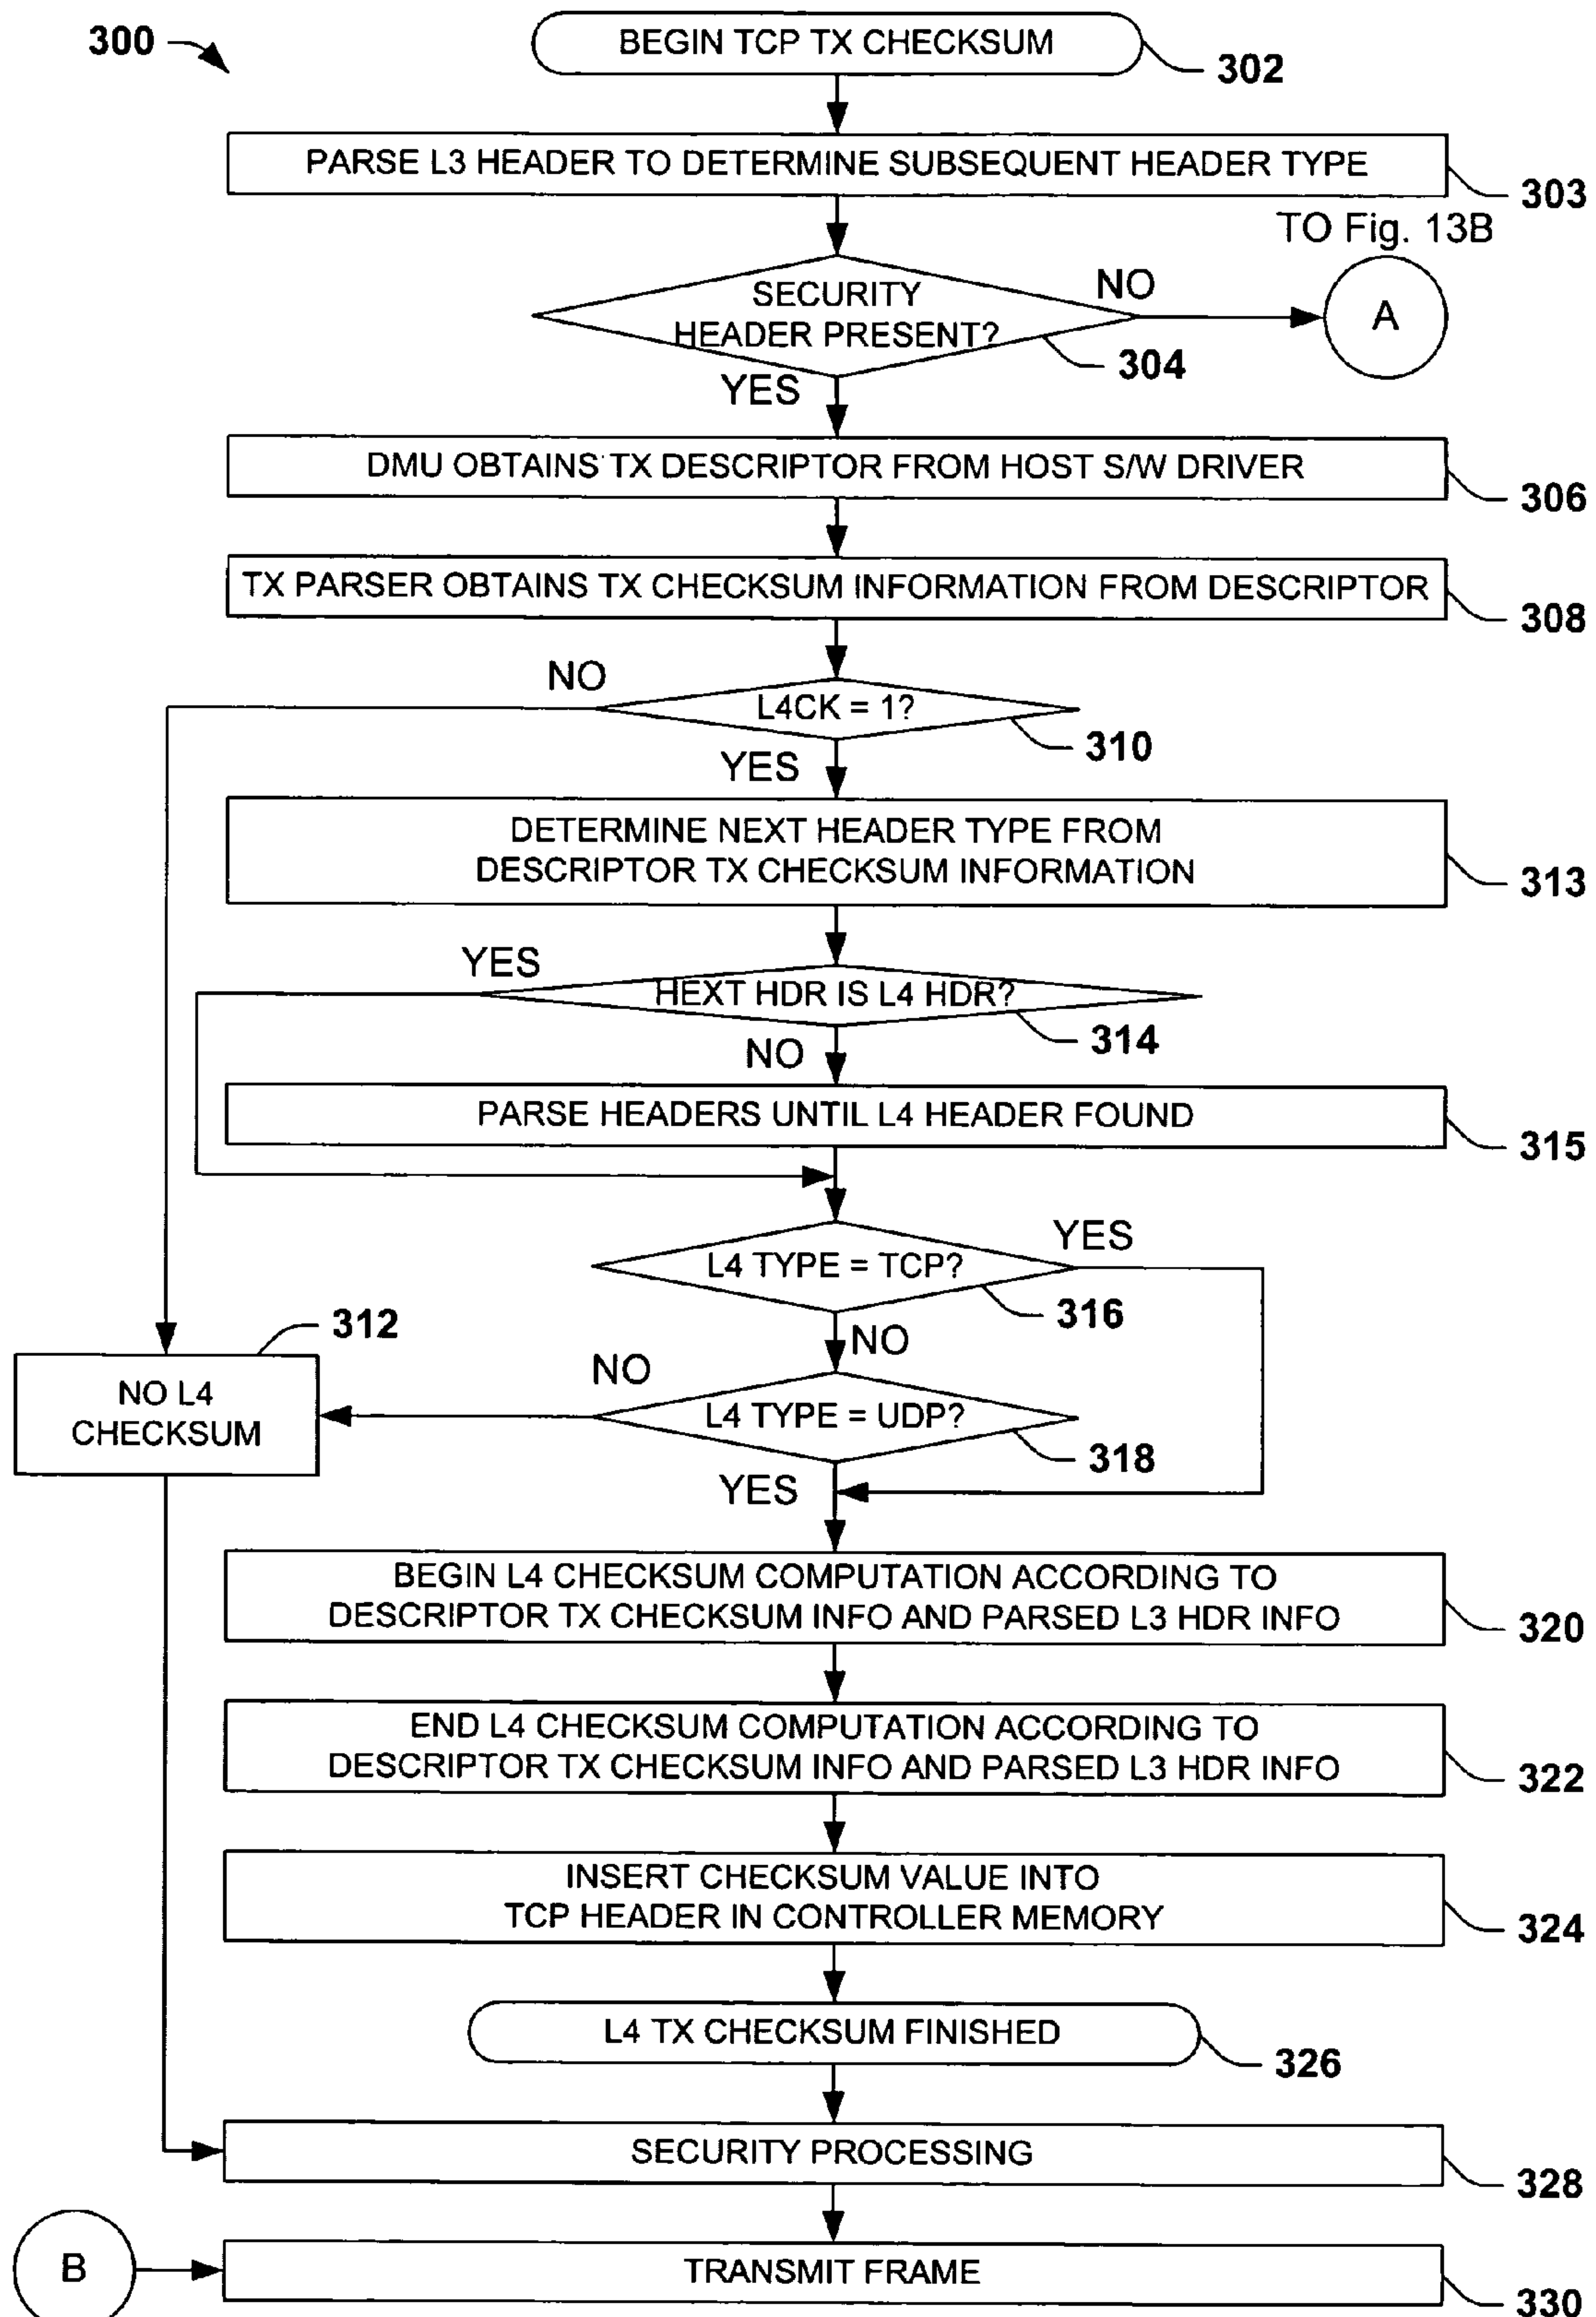 300
BEGIN TCP TX CHECKSUM
302
PARSE L3 HEADER TO DETERMINE SUBSEQUENT HEADER TYPE
303
TO Fig. 13B
SECURITY
HEADER PRESENT?
NO
A
304
YES
DMU OBTAINS TX DESCRIPTOR FROM HOST S/W DRIVER
306
TX PARSER OBTAINS TX CHECKSUM INFORMATION FROM DESCRIPTOR
308
NO
L4CK = 1?
310
YES
DETERMINE NEXT HEADER TYPE FROM
DESCRIPTOR TX CHECKSUM INFORMATION
313
YES
HEXT HDR IS L4 HDR?
314
NO
PARSE HEADERS UNTIL L4 HEADER FOUND
315
L4 TYPE = TCP?
YES
316
NO
312
NO L4
CHECKSUM
NO
L4 TYPE = UDP?
318
YES
BEGIN L4 CHECKSUM COMPUTATION ACCORDING TO
DESCRIPTOR TX CHECKSUM INFO AND PARSED L3 HDR INFO
320
END L4 CHECKSUM COMPUTATION ACCORDING TO
DESCRIPTOR TX CHECKSUM INFO AND PARSED L3 HDR INFO
322
INSERT CHECKSUM VALUE INTO
TCP HEADER IN CONTROLLER MEMORY
324
L4 TX CHECKSUM FINISHED
326
SECURITY PROCESSING
328
B
TRANSMIT FRAME
330